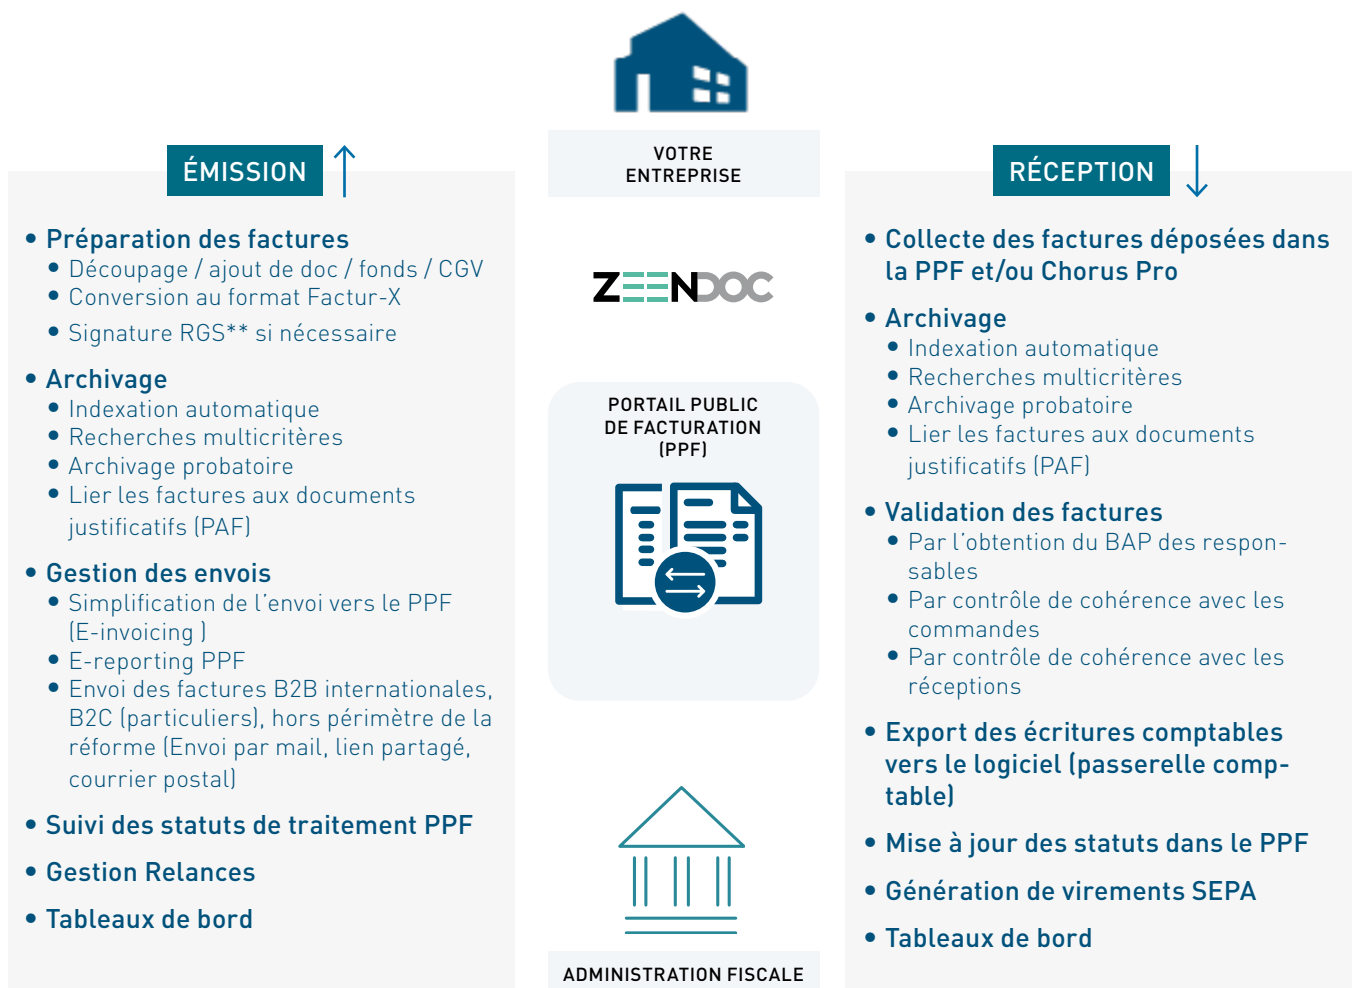 ÉMISSION
• Préparation des factures
• Découpage / ajout de doc / fonds / CGV
• Conversion au format Factur-X
• Signature RGS** si nécessaire
• Archivage
• Indexation automatique
• Recherches multicritères
• Archivage probatoire
• Lier les factures aux documents
justificatifs (PAF)
• Gestion des envois
• Simplification de l'envoi vers le PPF
(E-invoicing )
• E-reporting PPF
• Envoi des factures B2B internationales,
B2C (particuliers), hors périmètre de la
réforme (Envoi par mail, lien partagé,
courrier postal)
• Suivi des statuts de traitement PPF
• Gestion Relances
• Tableaux de bord
VOTRE
ENTREPRISE
ZEENDOC
PORTAIL PUBLIC
DE FACTURATION
(PPF)
ADMINISTRATION FISCALE
RÉCEPTION
• Collecte des factures déposées dans
la PPF et/ou Chorus Pro
• Archivage
• Indexation automatique
• Recherches multicritères
• Archivage probatoire
• Lier les factures aux documents
justificatifs (PAF)
• Validation des factures
• Par l'obtention du BAP des respon-
sables
• Par contrôle de cohérence avec les
commandes
• Par contrôle de cohérence avec les
réceptions
• Export des écritures comptables
vers le logiciel (passerelle comp-
table)
• Mise à jour des statuts dans le PPF
• Génération de virements SEPA
• Tableaux de bord